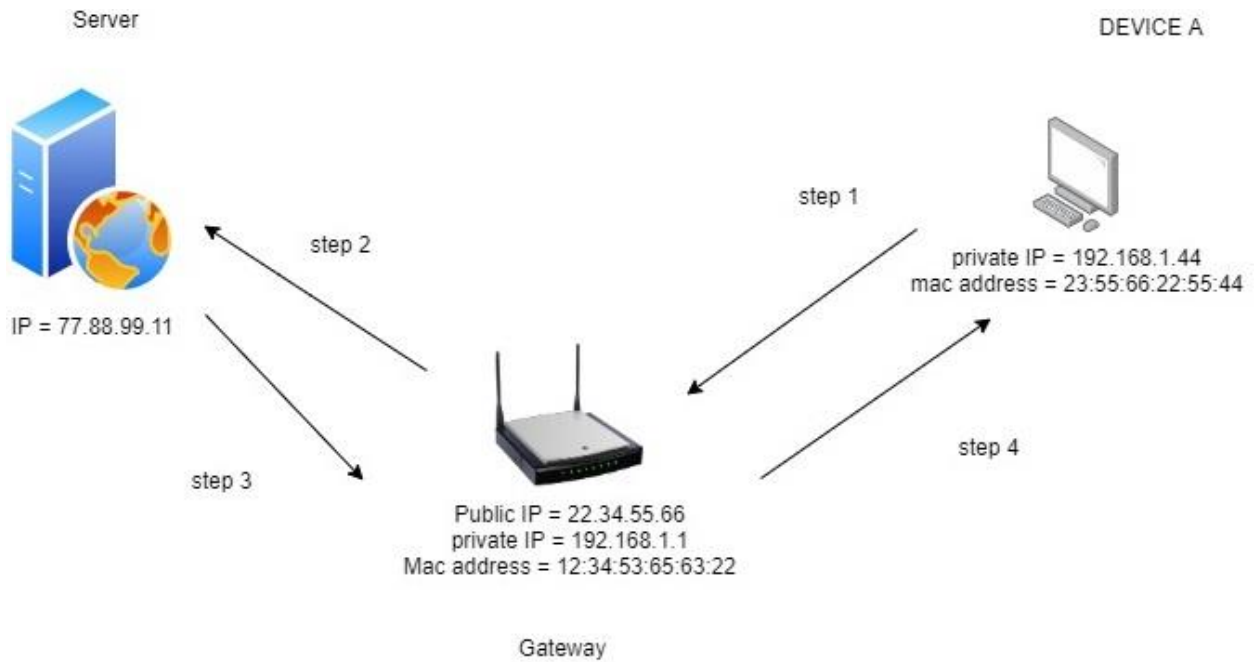 Server
DEVICE A
step 1
step 2
private IP = 192.168.1.44
mac address = 23:55:66:22:55:44
IP = 77.88.99.11
step 4
step 3
Public IP = 22.34.55.66
private IP = 192.168.1.1
Mac address = 12:34:53:65:63:22
Gateway